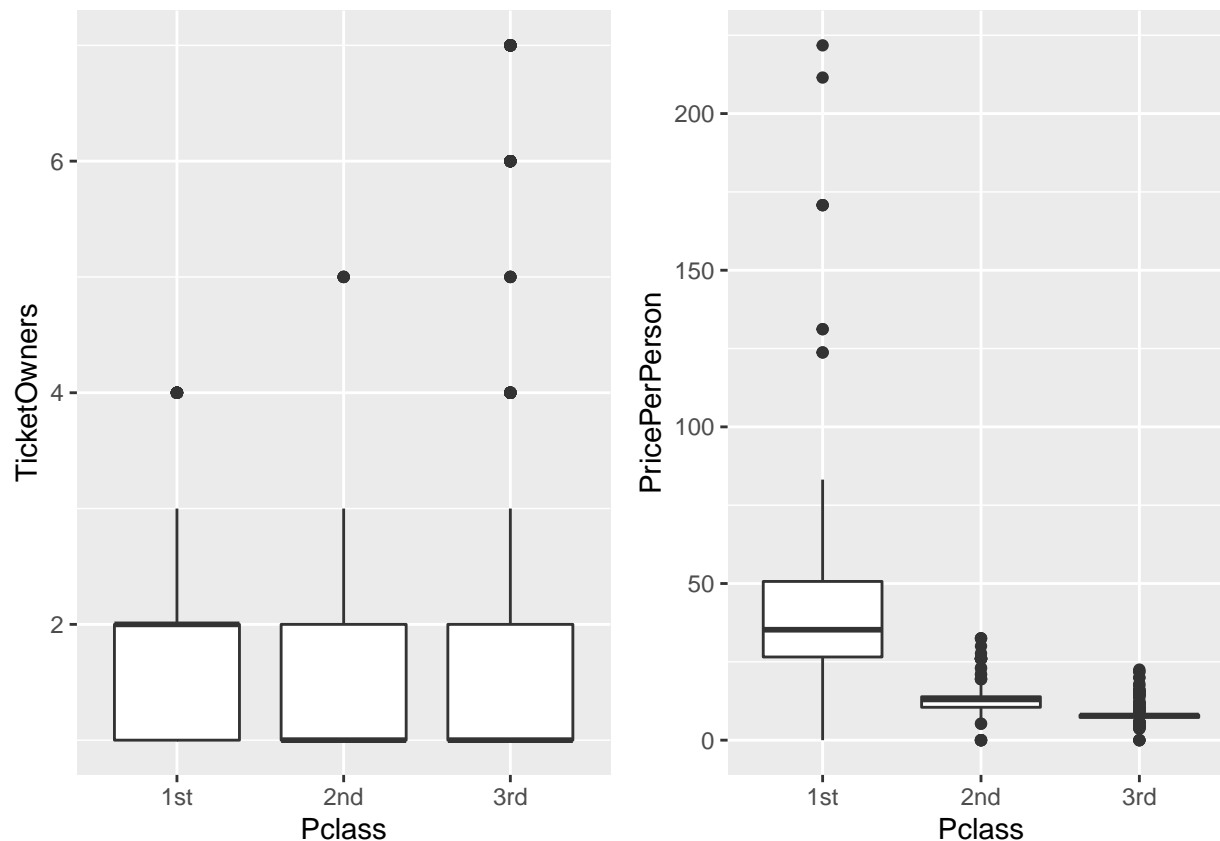 6
4
2
TicketOwners
1st 2nd 3rd
Pclass
200
150
100
50
0
PricePerPerson
1st 2nd 3rd
Pclass